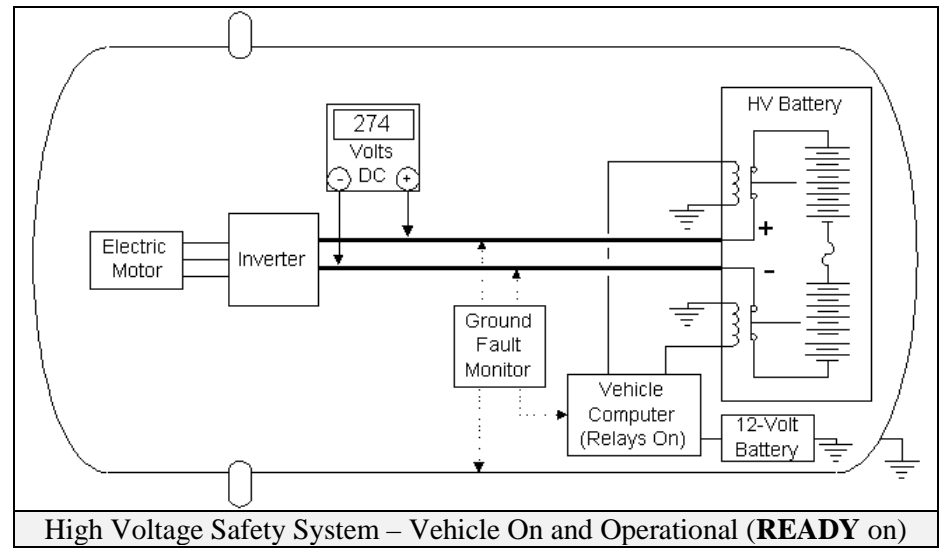 HV Battery
274
Volts
DC
-
+
Electric
Motor
Inverter
+
-
Ground
Fault
Monitor
Vehicle
Computer
(Relays On)
12-Volt
Battery
High Voltage Safety System – Vehicle On and Operational (READY on)